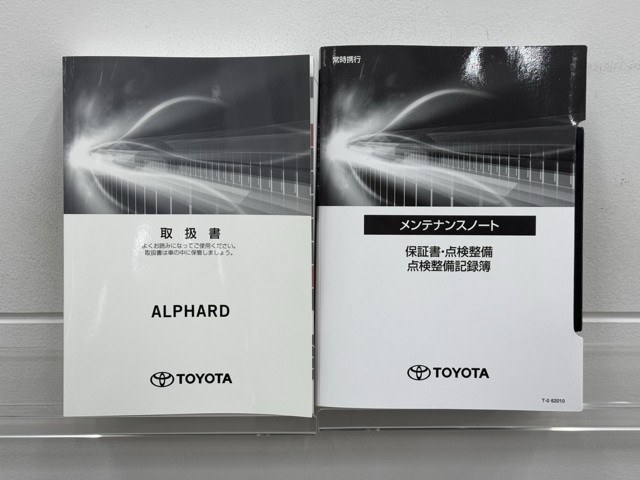 取扱書
よくお読みになってご使用ください。
取扱書は車の中に保管しましょう。
ALPHARD
TOYOTA
常時携行
メンテナンスノート
保証書・点検整備
点検整備記録簿
TOYOTA
T-0 62010